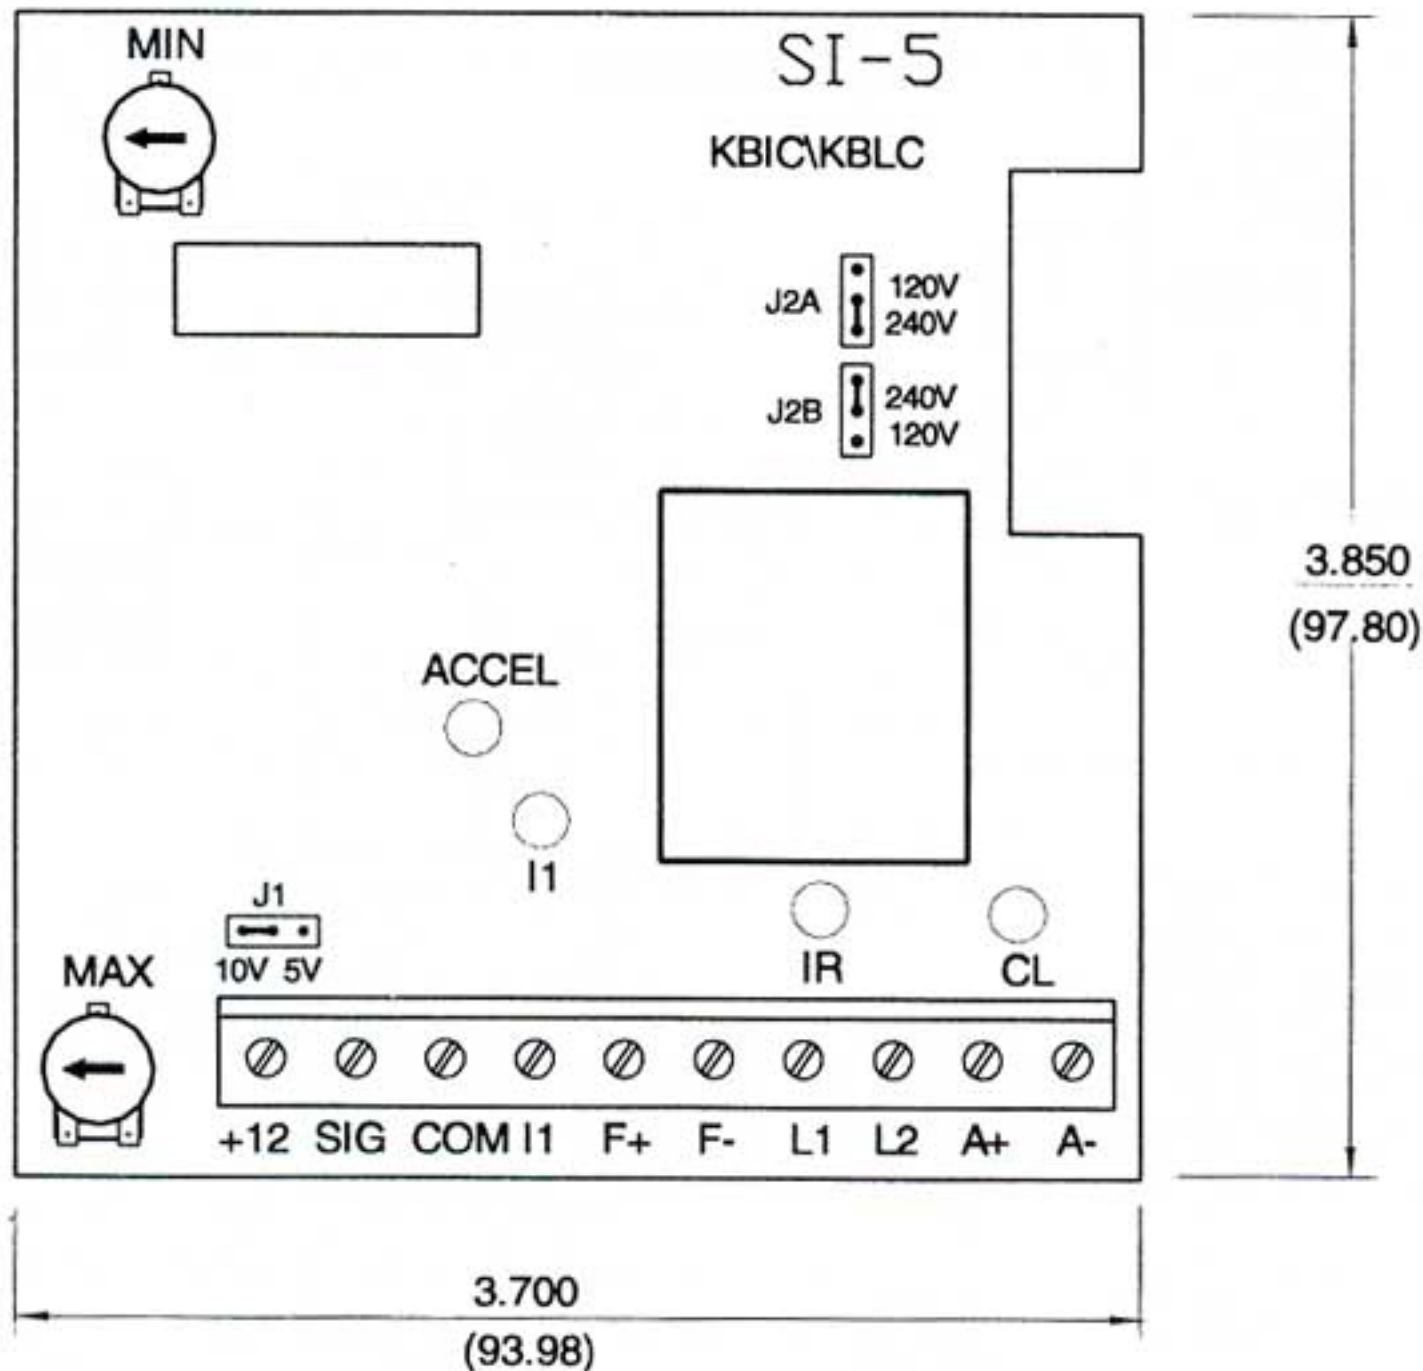 MIN
SI-5
KBIC\KBLC
J2A
120V
240V
J2B
240V
120V
3.850
(97.80)
ACCEL
I1
J1
10V 5V
IR
CL
MAX
+12 SIG COM I1 F+ F- L1 L2 A+ A-
3.700
(93.98)